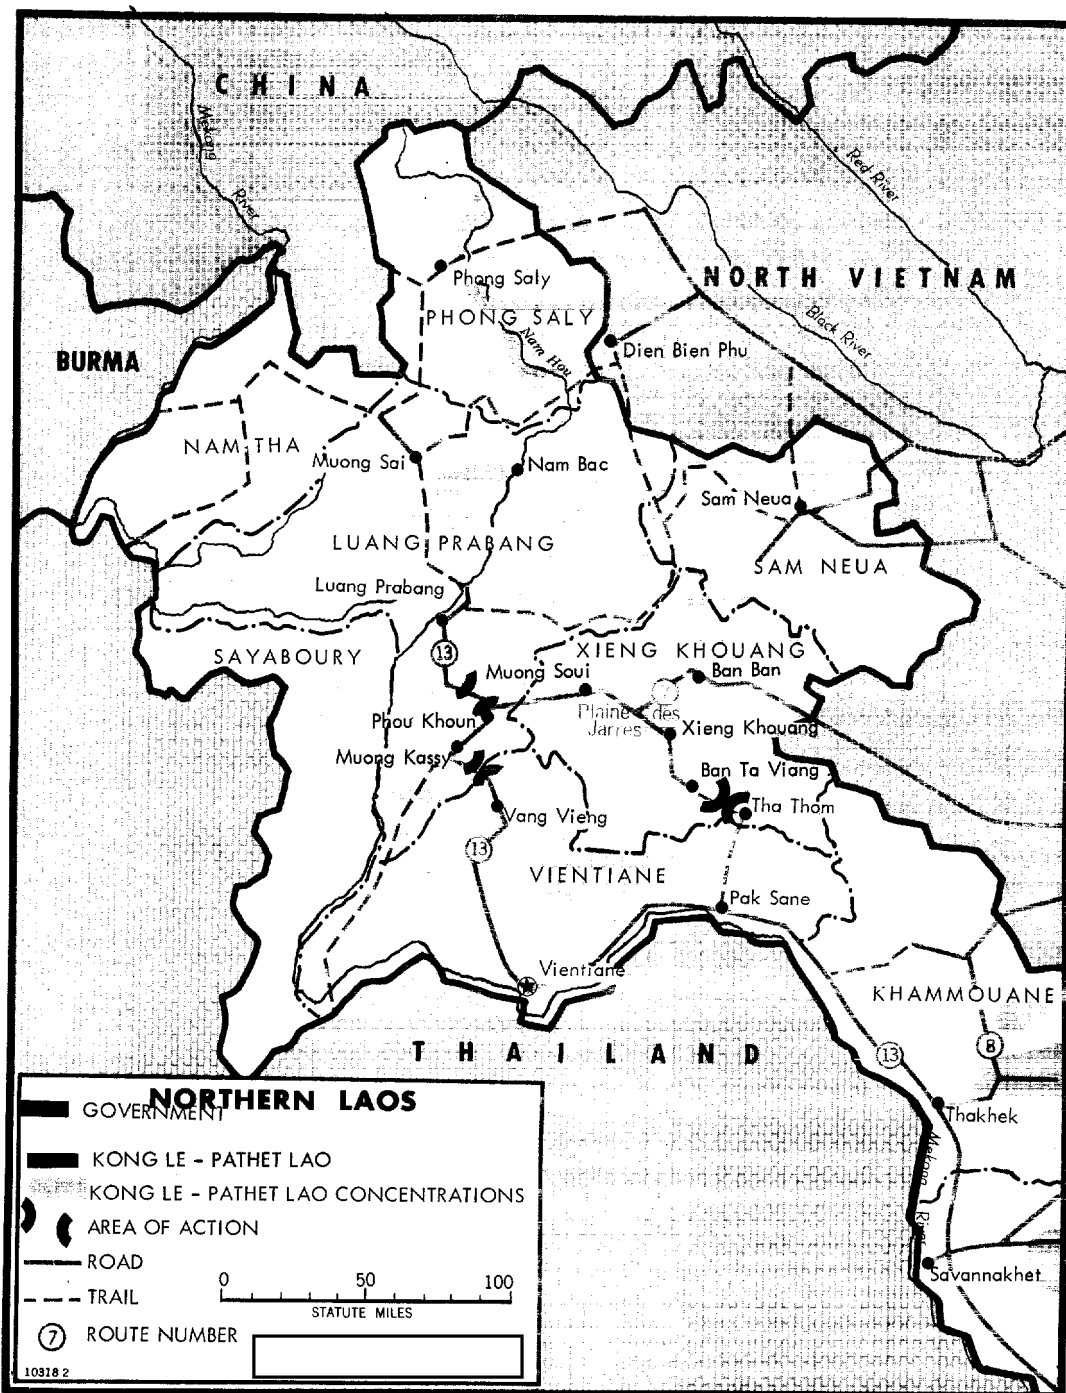 CHINA
Mekong
River
Red River
Phong Saly
NORTH VIETNAM
PHONG SALY
Black River
Nam Hou
BURMA
Dien Bien Phu
NAM THA
Muong Sai
Nam Bac
Sam Neua
LUANG PRABANG
SAM NEUA
Luang Prabang
SAYABOURY
13
XIENG KHOUANG
Muong Soui
Ban Ban
Plaine des
Jarres
Phou Khoun
Xieng Khouang
Muong Kassy
Ban Ta Viang
Tha Thom
Vang Vieng
13
VIENTIANE
Pak Sane
Vientiane
KHAMMOUANE
THAILAND
13
8
Thakhek
Mekong River
Savannakhet
NORTHERN LAOS
GOVERNMENT
KONG LE - PATHET LAO
KONG LE - PATHET LAO CONCENTRATIONS
AREA OF ACTION
ROAD
TRAIL
7 ROUTE NUMBER
0 50 100
STATUTE MILES
10318 2